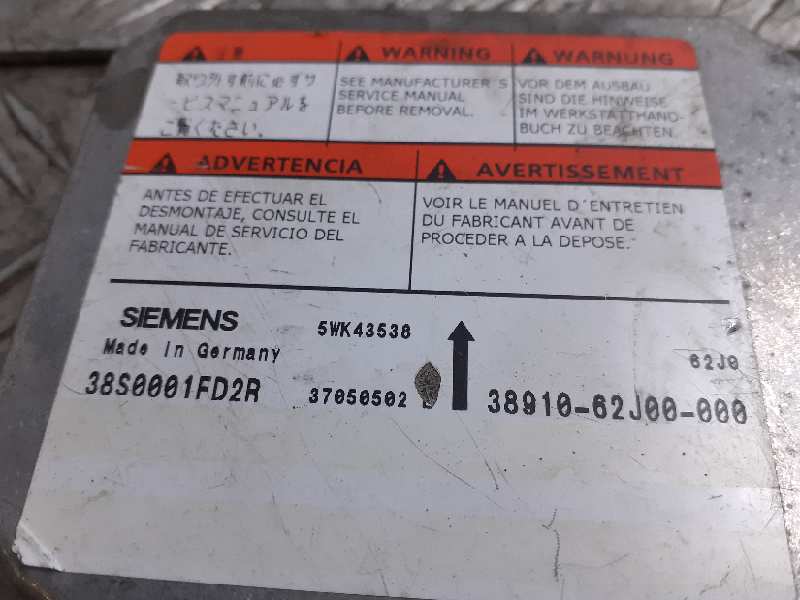 注意
取り外す前に必ずサ
ービスマニュアルを
ご覧ください。
WARNING
SEE MANUFACTURER'S
SERVICE MANUAL
BEFORE REMOVAL.
WARNUNG
VOR DEM AUSBAU
SIND DIE HINWEISE
IM WERKSTATTHAND-
BUCH ZU BEACHTEN.
ADVERTENCIA
ANTES DE EFECTUAR EL
DESMONTAJE, CONSULTE EL
MANUAL DE SERVICIO DEL
FABRICANTE.
AVERTISSEMENT
VOIR LE MANUEL D'ENTRETIEN
DU FABRICANT AVANT DE
PROCEDER A LA DEPOSE.
SIEMENS
Made in Germany
5WK43538
62J0
38S0001FD2R
37050502
38910-62J00-000